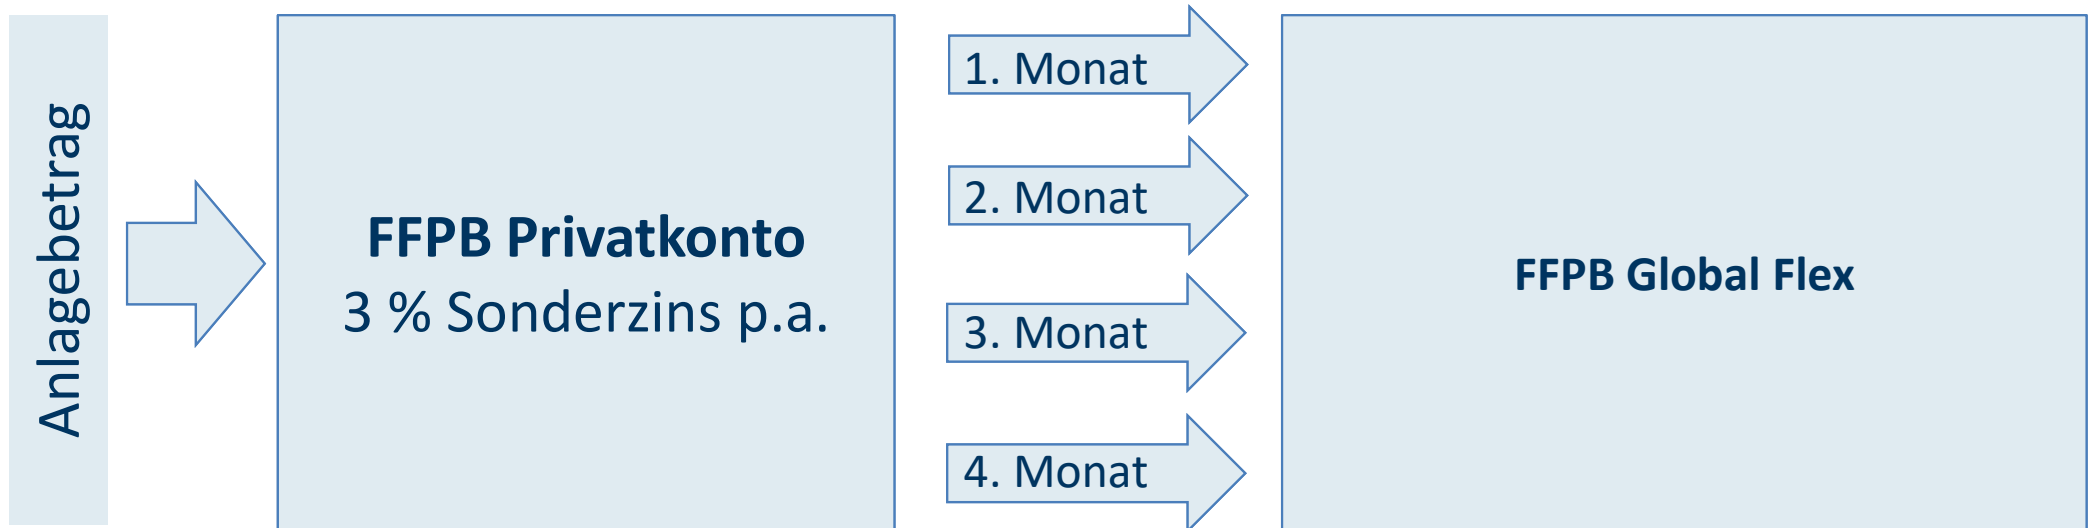 Anlagebetrag
FFPB Privatkonto
3 % Sonderzins p.a.
1. Monat
2. Monat
3. Monat
4. Monat
FFPB Global Flex